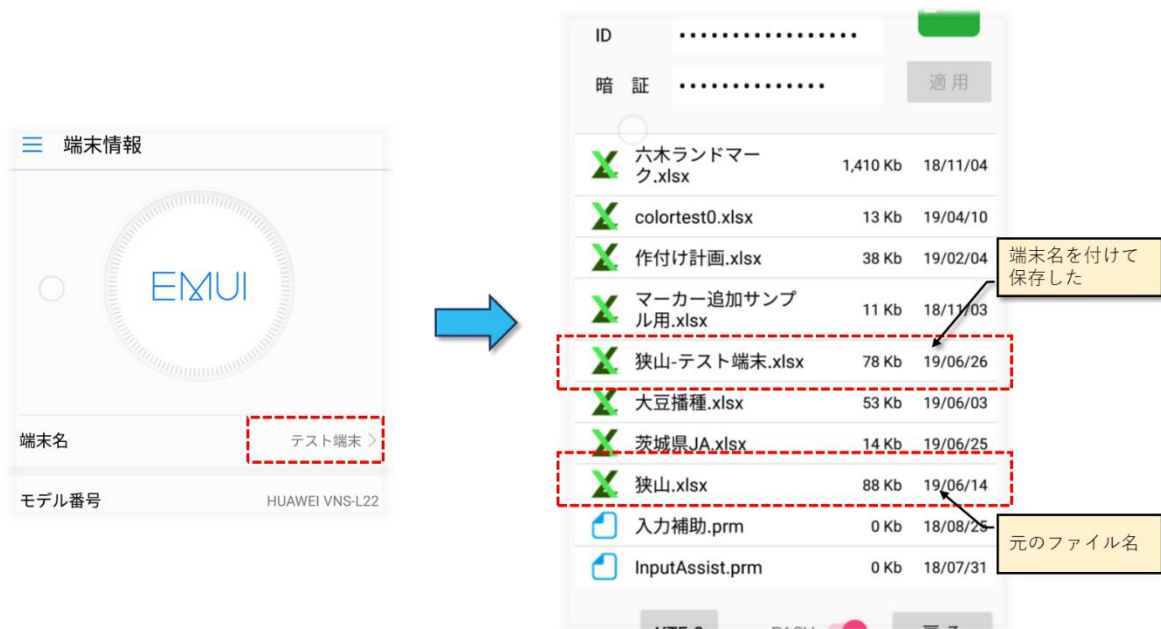 端末情報
EMUI
端末名
テスト端末
モデル番号
HUAWEI VNS-L22
ID
暗 証
適用
六木ランドマー
ク.xlsx
1,410 Kb 18/11/04
colortest0.xlsx 13 Kb 19/04/10
作付け計画.xlsx 38 Kb 19/02/04
マーカー追加サンプ
ル用.xlsx
11 Kb 18/11/03
狭山-テスト端末.xlsx 78 Kb 19/06/26
大豆播種.xlsx 53 Kb 19/06/03
茨城県JA.xlsx 14 Kb 19/06/25
狭山.xlsx 88 Kb 19/06/14
入力補助.prm 0 Kb 18/08/25
InputAssist.prm 0 Kb 18/07/31
端末名を付けて
保存した
元のファイル名